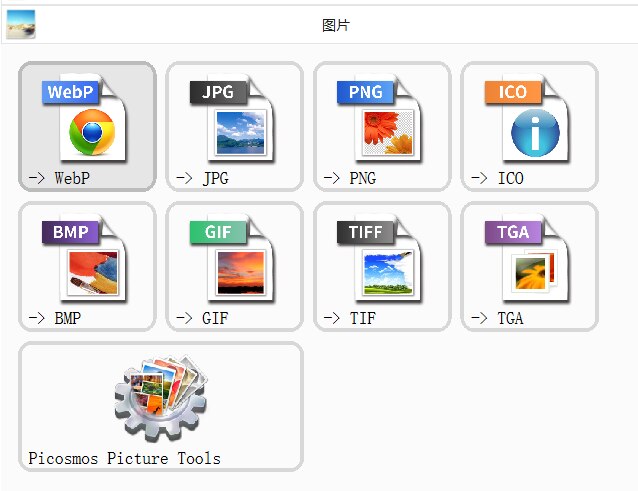 图片
WebP
JPG
PNG
ICO
-> WebP
-> JPG
-> PNG
-> ICO
BMP
GIF
TIFF
TGA
-> BMP
-> GIF
-> TIF
-> TGA
Picosmos Picture Tools